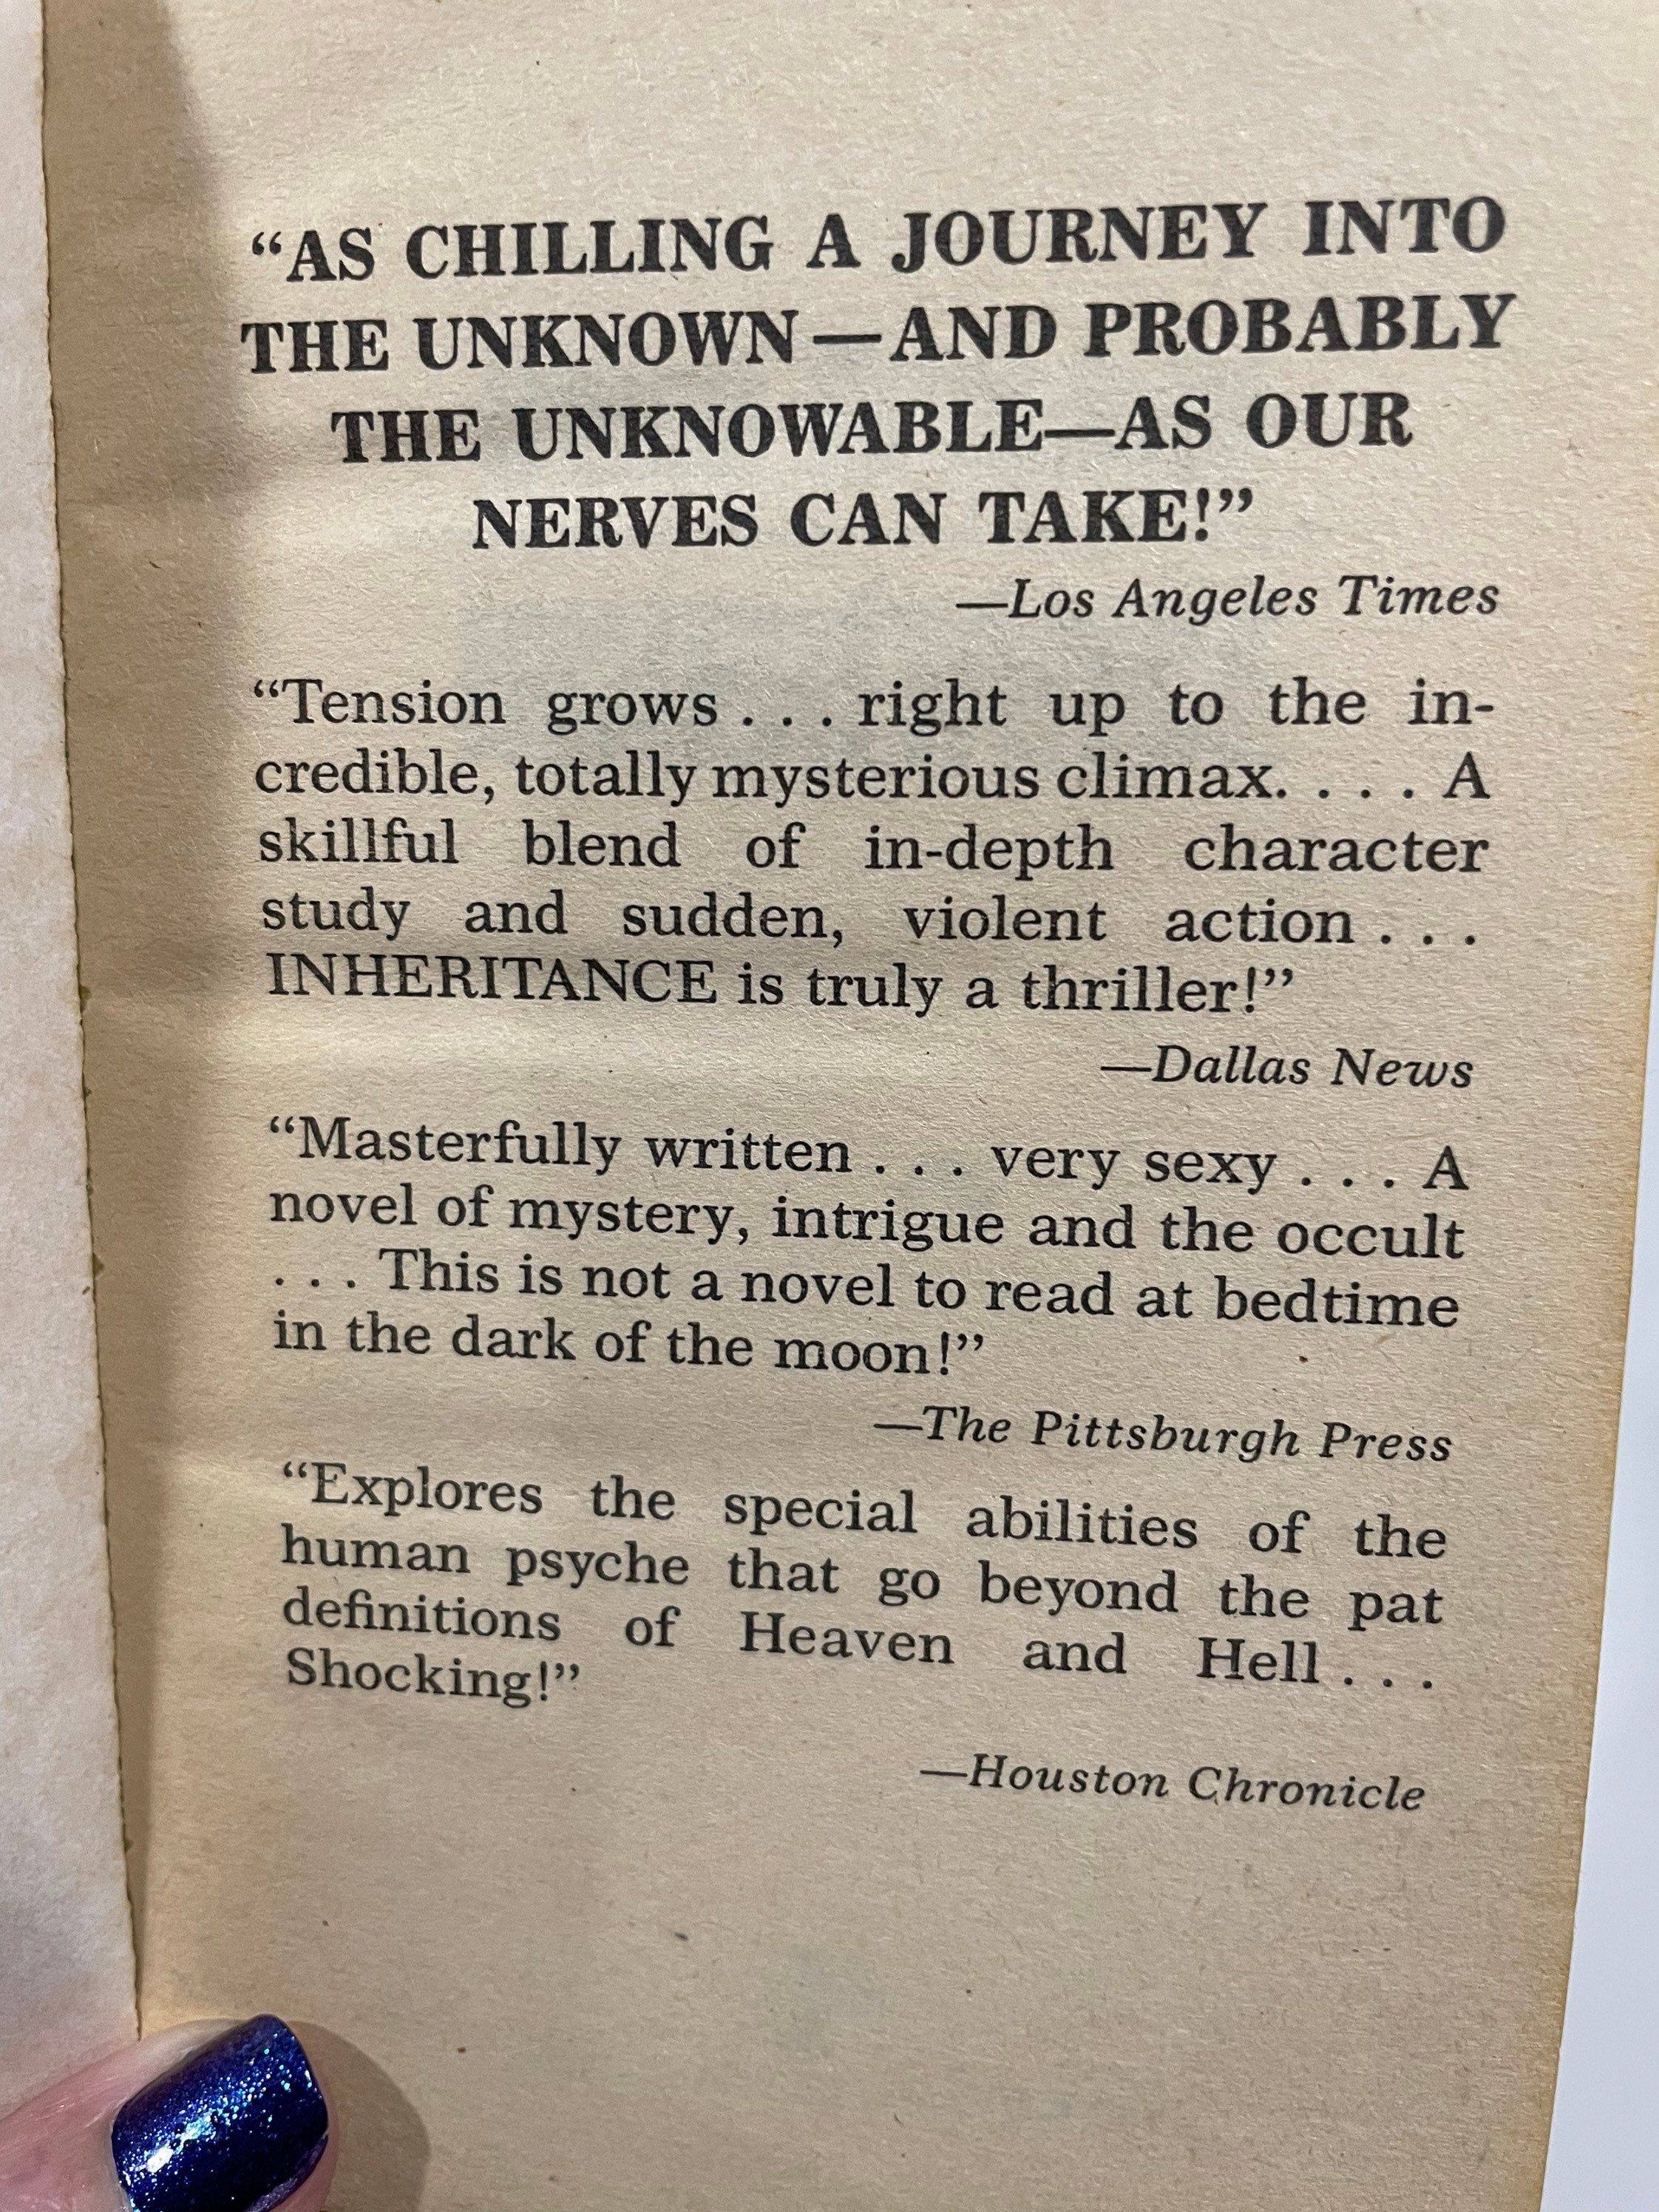 “AS CHILLING A JOURNEY INTO
THE UNKNOWN—AND PROBABLY
THE UNKNOWABLE—AS OUR
NERVES CAN TAKE!”
—Los Angeles Times
“Tension grows . . . right up to the in-
credible, totally mysterious climax. . . . A
skillful blend of in-depth character
study and sudden, violent action . . .
INHERITANCE is truly a thriller!”
—Dallas News
“Masterfully written . . . very sexy . . . A
novel of mystery, intrigue and the occult
. . . This is not a novel to read at bedtime
in the dark of the moon!”
—The Pittsburgh Press
“Explores the special abilities of the
human psyche that go beyond the pat
definitions of Heaven and Hell . . .
Shocking!”
—Houston Chronicle